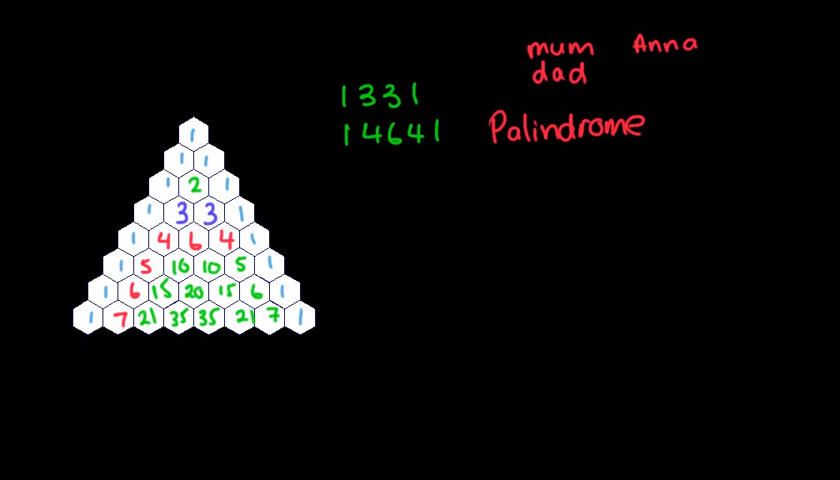 mum Anna
dad
1331
14641 Palindrome
1
1 1
1 2 1
1 3 3 1
1 4 6 4 1
1 5 10 10 5 1
1 6 15 20 15 6 1
1 7 21 35 35 21 7 1